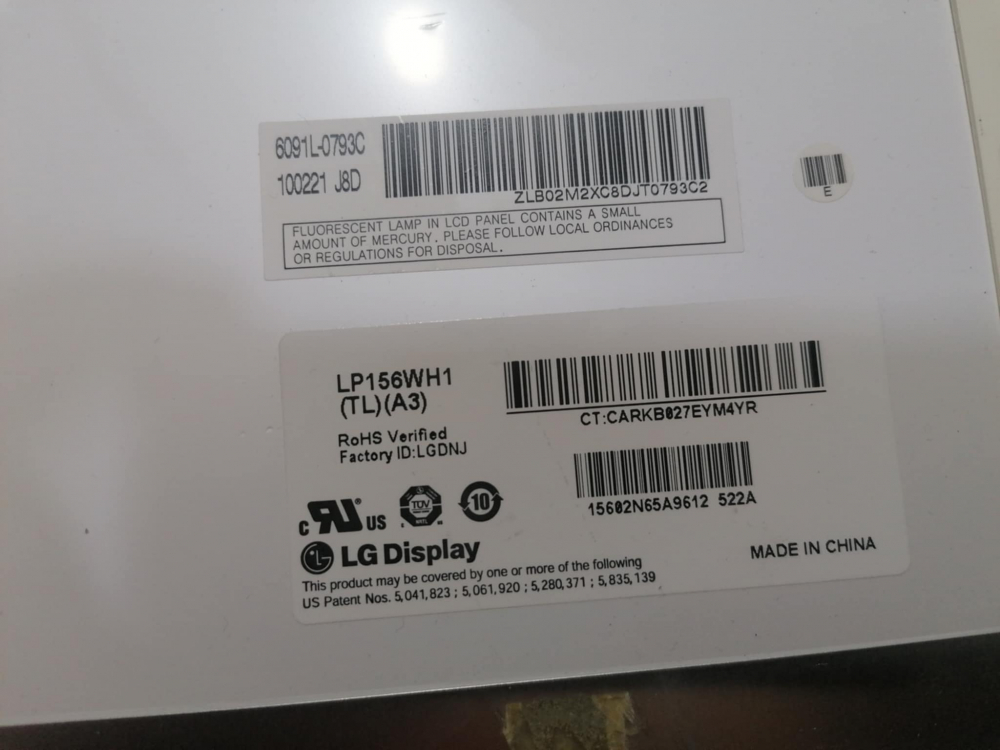 6091L-0793C
100221 J8D
ZLB02M2XC8DJT0793C2
FLUORESCENT LAMP IN LCD PANEL CONTAINS A SMALL
AMOUNT OF MERCURY. PLEASE FOLLOW LOCAL ORDINANCES
OR REGULATIONS FOR DISPOSAL.
E
LP156WH1
(TL)(A3)
RoHS Verified
Factory ID:LGDNJ
CT:CARKB027EYM4YR
15602N65A9612 522A
c RU US
TÜV
10
LG Display
MADE IN CHINA
This product may be covered by one or more of the following
US Patent Nos. 5,041,823 ; 5,061,920 ; 5,280,371 ; 5,835,139